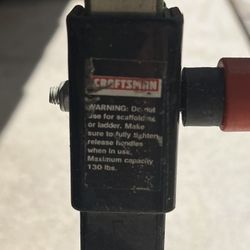 CRAFTSMAN
WARNING: Do not
use for scaffolding
or ladder. Make
sure to fully tighten
release handles
when in use.
Maximum capacity
130 lbs.